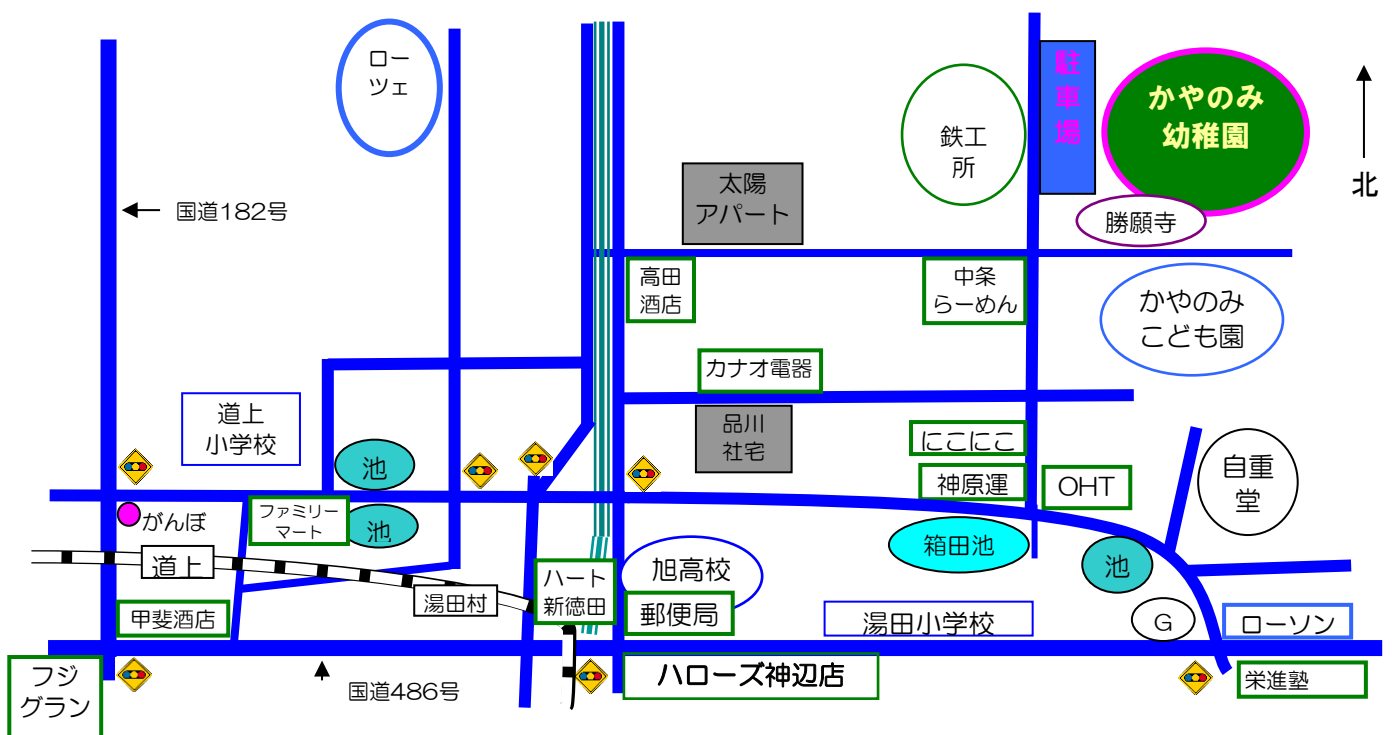 ロー
ツェ
駐
車
場
かやのみ
幼稚園
鉄工
所
北
太陽
アパート
国道182号
勝願寺
高田
酒店
中条
らーめん
かやのみ
こども園
カナオ電器
道上
小学校
品川
社宅
にこにこ
池
神原運
OHT
自重
堂
がんぼ
ファミリー
マート
池
箱田池
道上
旭高校
池
ハート
新徳田
湯田村
甲斐酒店
郵便局
湯田小学校
G
ローソン
フジ
グラン
国道486号
ハローズ神辺店
栄進塾